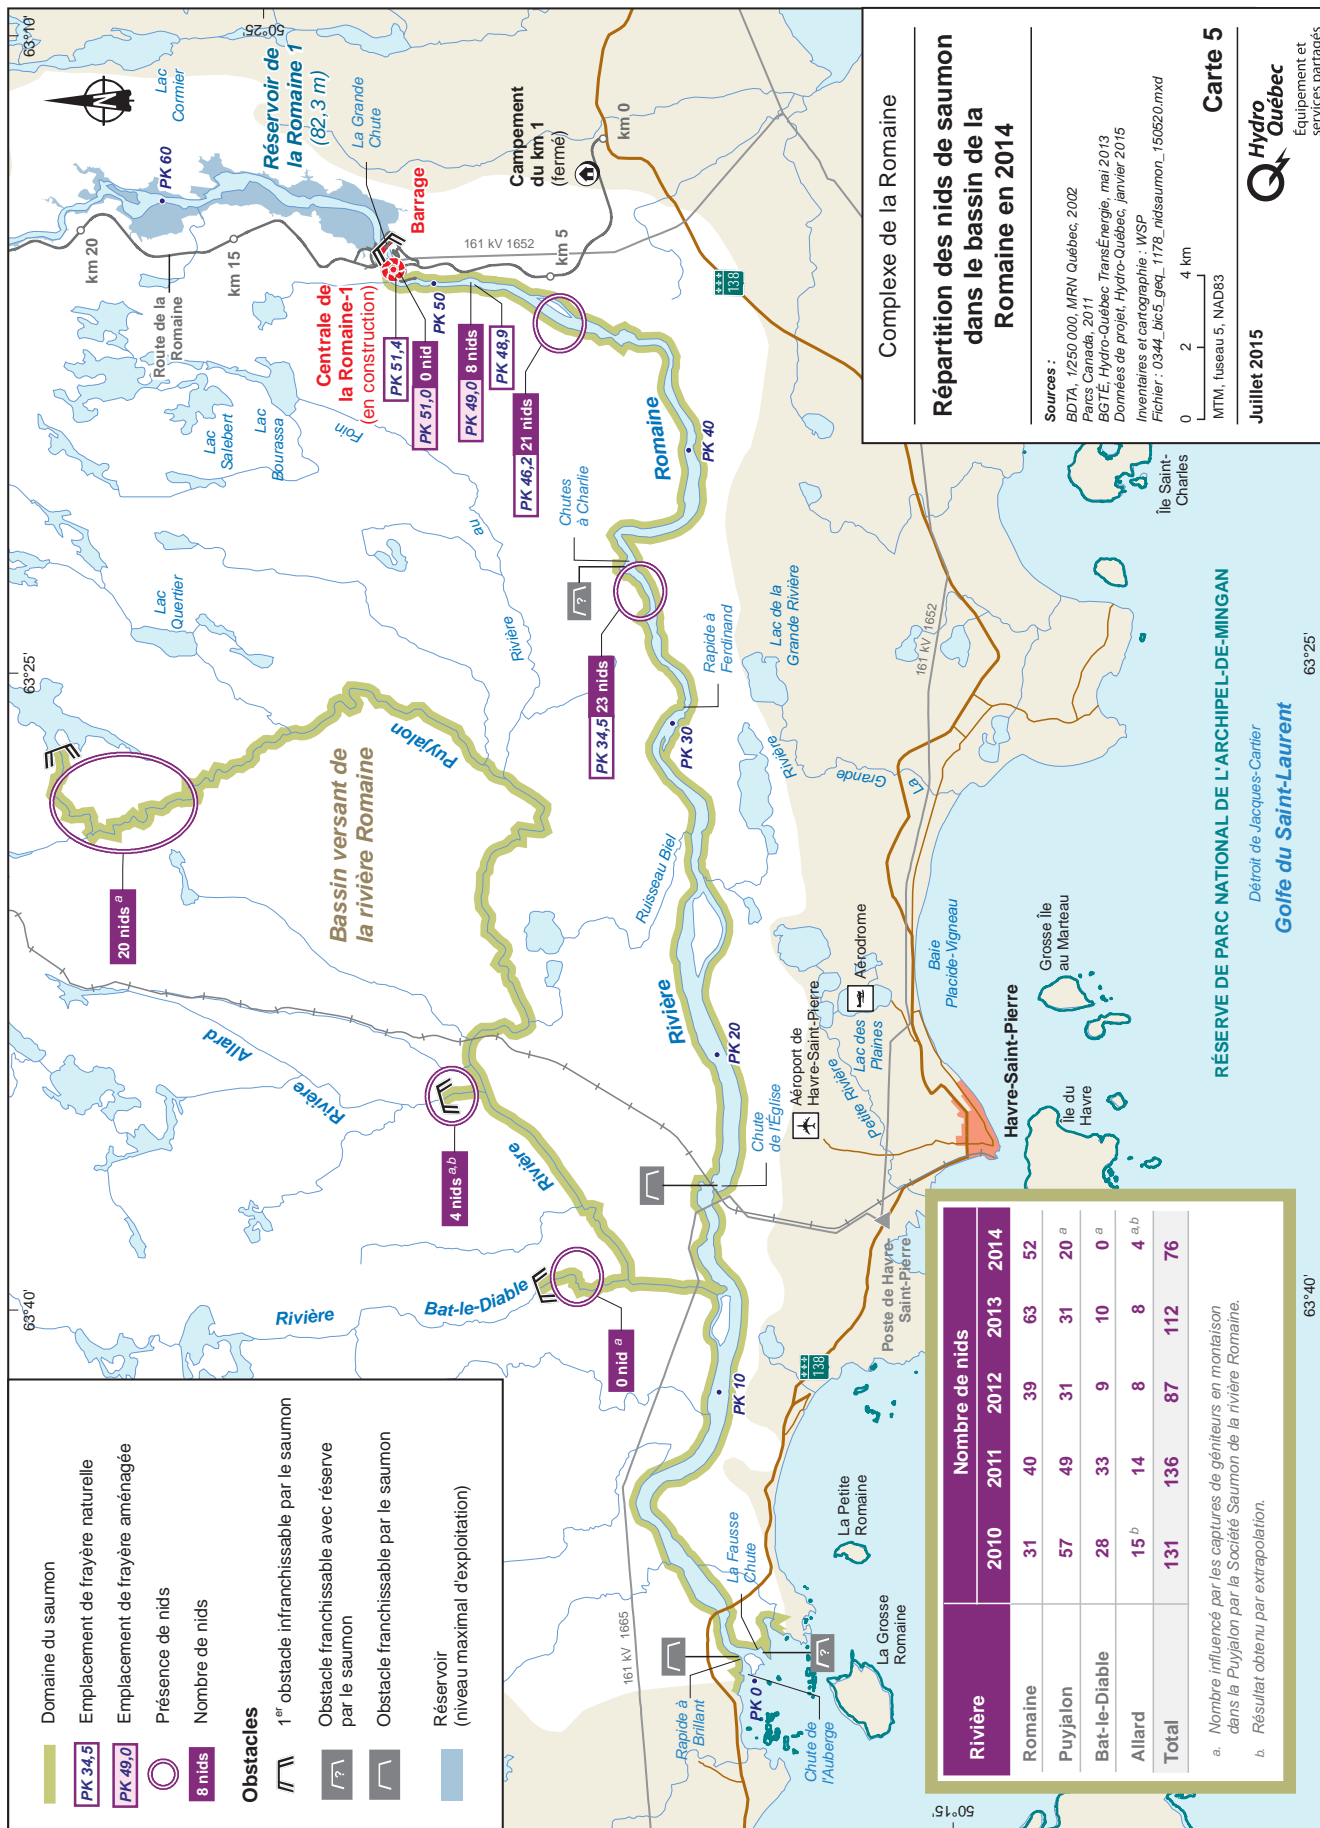 Domaine du saumon
PK 34,5 Emplacement de frayère naturelle
PK 49,0 Emplacement de frayère aménagée
Présence de nids
8 nids Nombre de nids
Obstacles
1er obstacle infranchissable par le saumon
? Obstacle franchissable avec réserve
par le saumon
Obstacle franchissable par le saumon
Réservoir
(niveau maximal d'exploitation)
63°40'
63°25'
63°10'
50°25'
Lac
Cormier
PK 60
Réservoir de
la Romaine 1
(82,3 m)
La Grande
Chute
Barrage
Campement
du km 1
(fermé)
km 0
km 5
km 15
km 20
161 kV 1652
138
Route de la
Romaine
Centrale de
la Romaine-1
(en construction)
PK 51,4
PK 51,0 0 nid
PK 50
PK 49,0 8 nids
PK 48,9
PK 46,2 21 nids
Lac
Salebert
Lac
Bourassa
Foin
au
Rivière
Lac
Quertier
Romaine
PK 40
Chutes
à Charlie
?
PK 34,5 23 nids
Rapide à
Ferdinand
PK 30
Lac de la
Grande Rivière
Rivière
Grande
La
161 kV 1652
Puyjalon
Bassin versant de
la rivière Romaine
20 nids a
Allard
Rivière
4 nids a,b
Rivière
Rivière
Bat-le-Diable
0 nid a
Ruisseau Biel
Rivière
PK 20
Chute
de l'Église
PK 10
Aéroport de
Havre-Saint-Pierre
Aérodrome
Lac des
Plaines
Petite Rivière
Baie
Placide-Vigneau
Havre-Saint-Pierre
Poste de Havre-
Saint-Pierre
138
161 kV 1665
La Fausse
Chute
Rapide à
Brillant
PK 0
?
Chute de
l'Auberge
La Petite
Romaine
La Grosse
Romaine
Île du
Havre
Grosse Île
au Marteau
Île Saint-
Charles
RÉSERVE DE PARC NATIONAL DE L'ARCHIPEL-DE-MINGAN
Détroit de Jacques-Cartier
Golfe du Saint-Laurent
50°15'
63°40'
63°25'
Rivière Nombre de nids
2010 2011 2012 2013 2014
Romaine 31 40 39 63 52
Puyjalon 57 49 31 31 20 a
Bat-le-Diable 28 33 9 10 0 a
Allard 15 b 14 8 8 4 a,b
Total 131 136 87 112 76
a. Nombre influencé par les captures de géniteurs en montaison
dans la Puyjalon par la Société Saumon de la rivière Romaine.
b. Résultat obtenu par extrapolation.
Complexe de la Romaine
Répartition des nids de saumon
dans le bassin de la
Romaine en 2014
Sources :
BDTA, 1/250 000, MRN Québec, 2002
Parcs Canada, 2011
BGTE, Hydro-Québec TransÉnergie, mai 2013
Données de projet, Hydro-Québec, janvier 2015
Inventaires et cartographie : WSP
Fichier : 0344_bic5_geq_1178_nidsaumon_150520.mxd
0 2 4 km
MTM, fuseau 5, NAD83
Carte 5
Juillet 2015
Hydro
Québec
Équipement et
services partagés